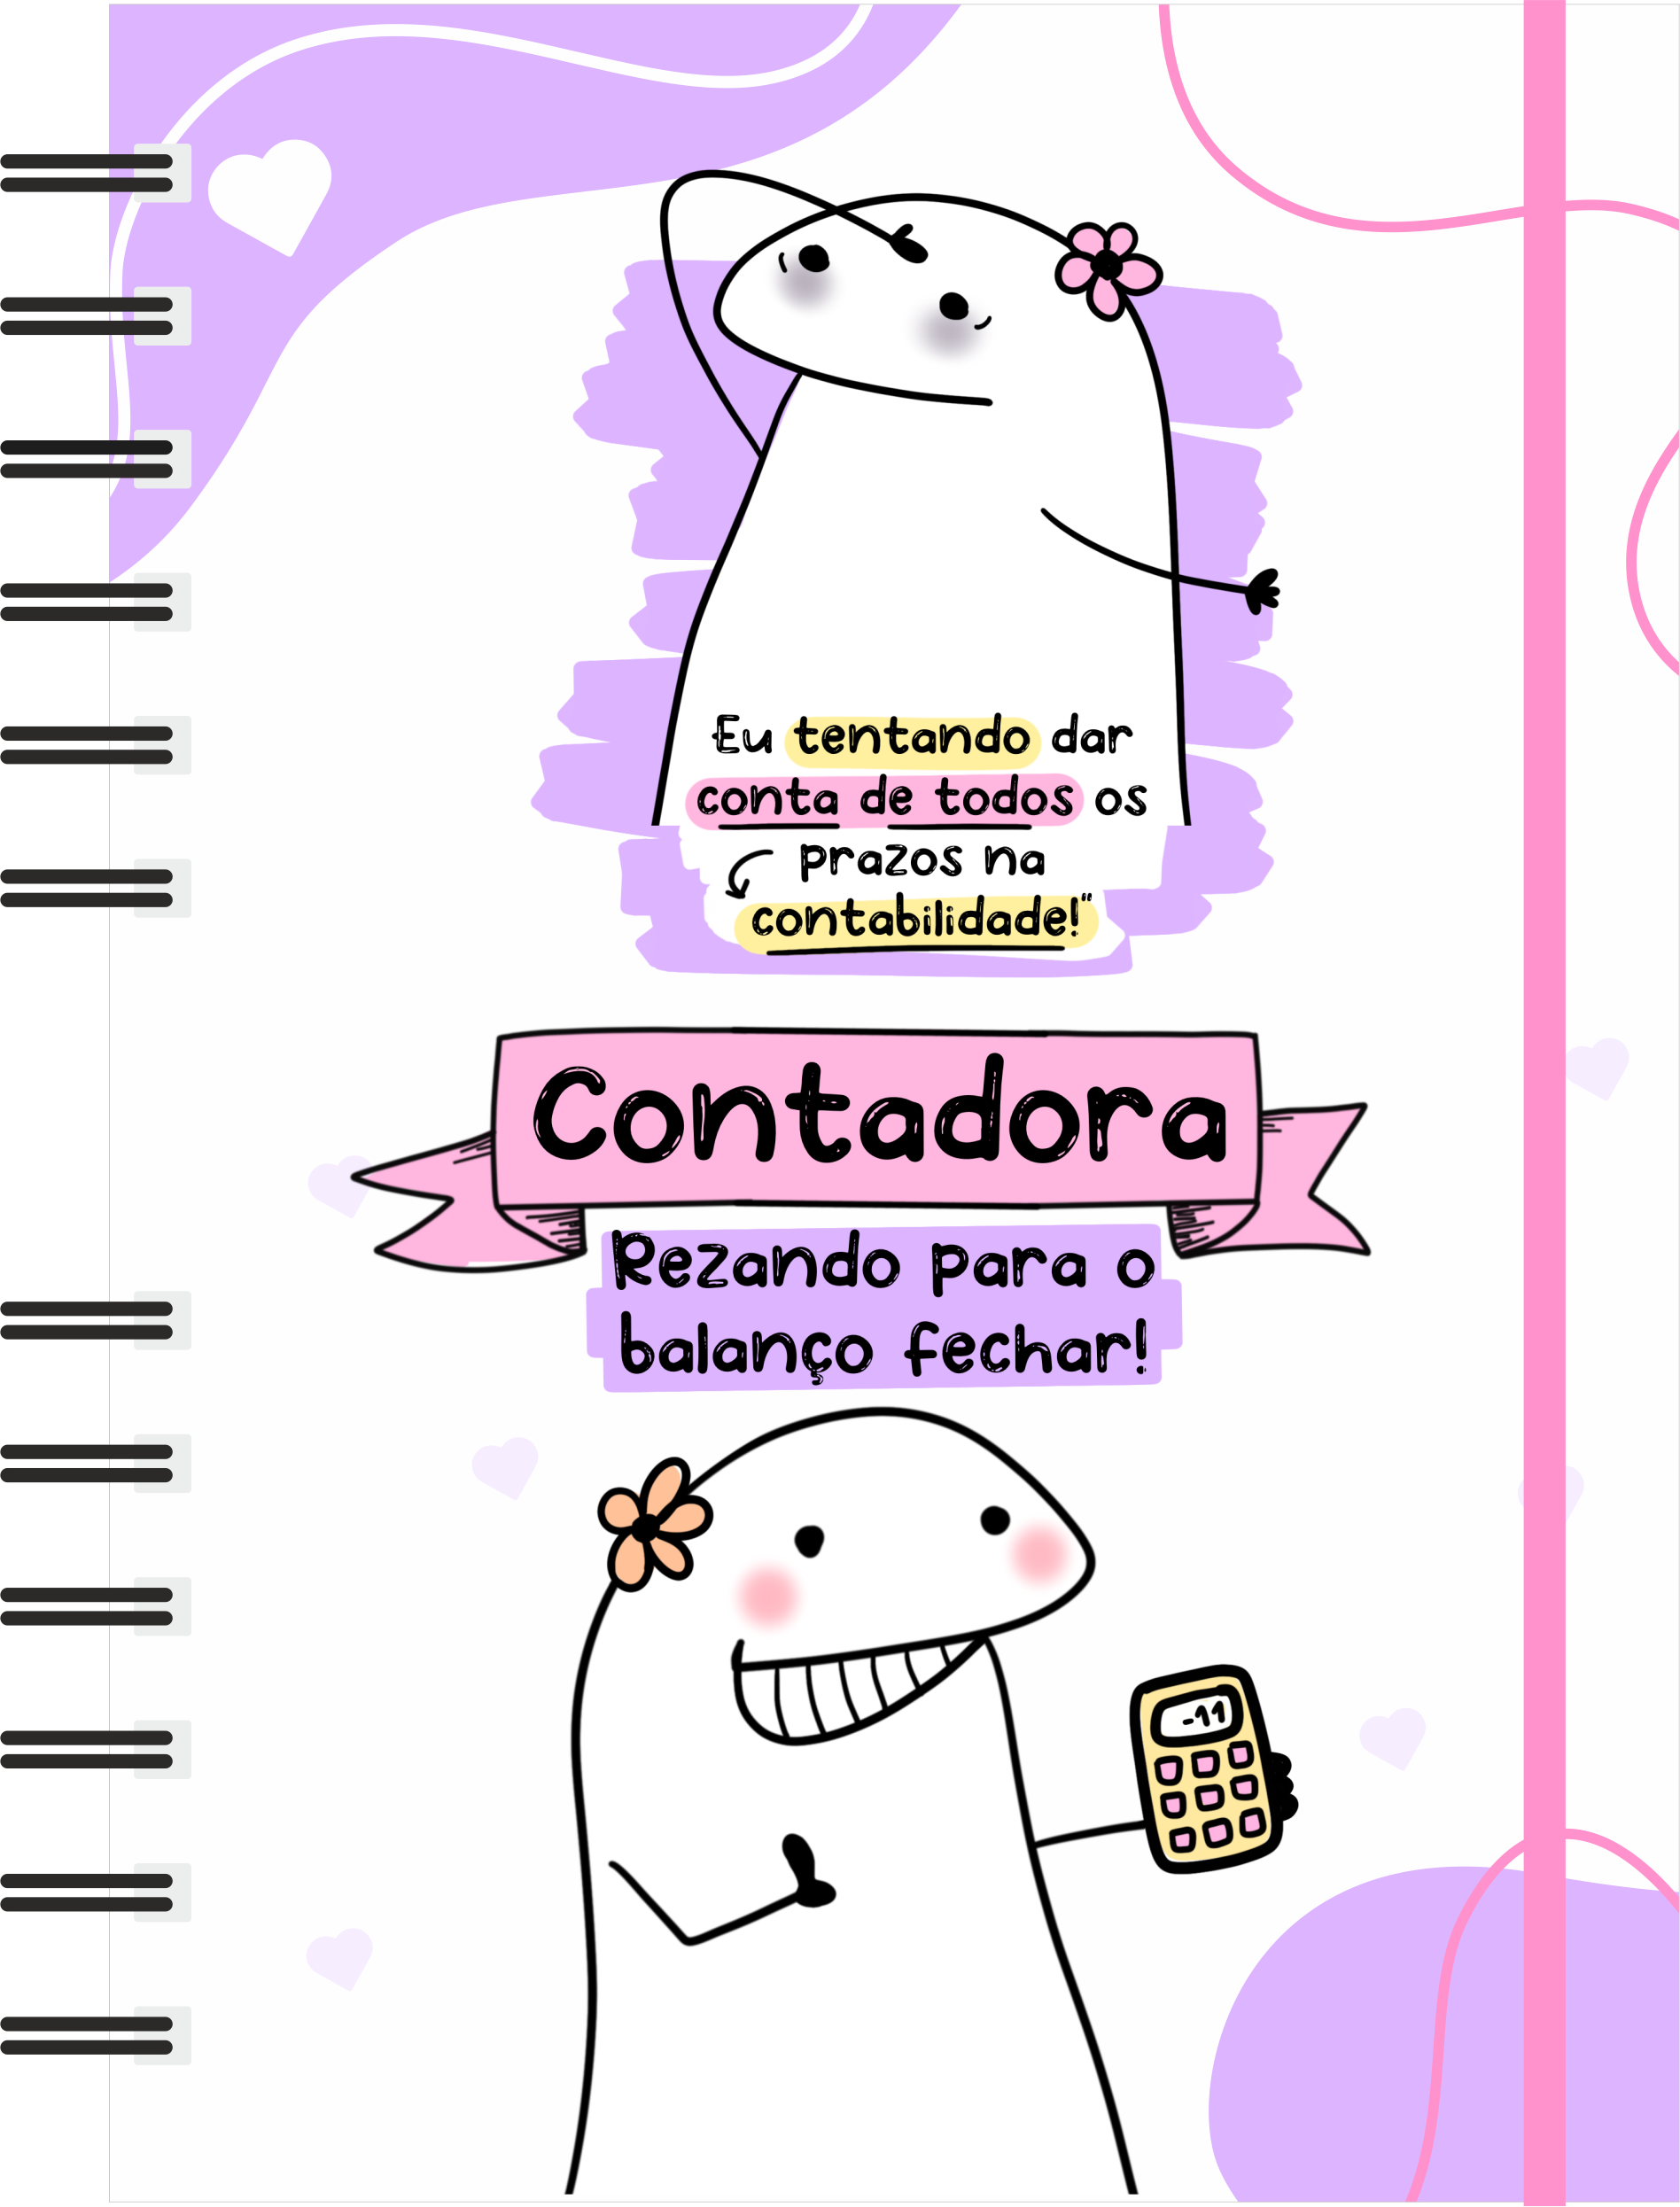 Eu tentando dar
conta de todos os
prazos na
contabilidade!"
Contadora
Rezando para o
balanço fechar!
-11